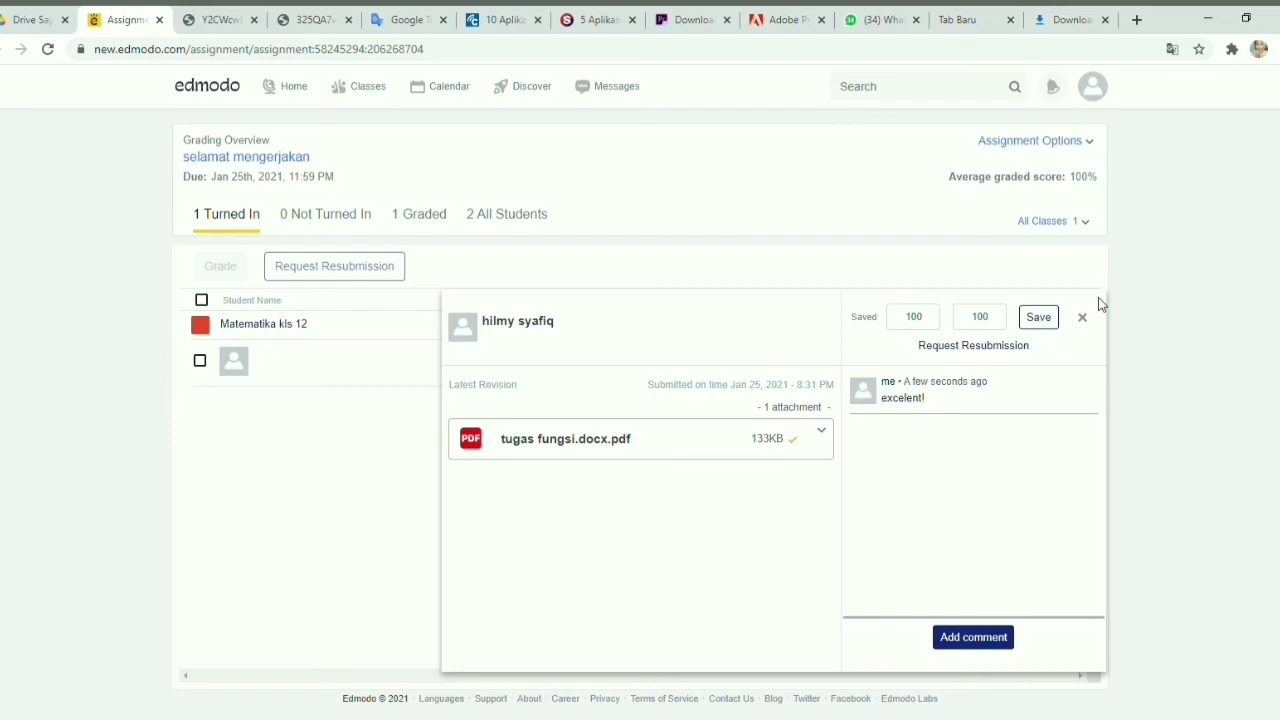 Drive Say
Assignme
Y2CWcwl
325QA7v
Google T
10 Aplika
5 Aplikas
Downloa
Adobe P
(34) Wha
Tab Baru
Downloa
new.edmodo.com/assignment/assignment:58245294:206268704
edmodo
Home
Classes
Calendar
Discover
Messages
Search
Grading Overview
selamat mengerjakan
Due: Jan 25th, 2021, 11:59 PM
Assignment Options
Average graded score: 100%
1 Turned In
0 Not Turned In
1 Graded
2 All Students
All Classes 1
Grade
Request Resubmission
Student Name
Matematika kls 12
hilmy syafiq
Saved
100
100
Save
Request Resubmission
Latest Revision
Submitted on time Jan 25, 2021 - 8:31 PM
- 1 attachment -
PDF
tugas fungsi.docx.pdf
133KB
me • A few seconds ago
excelent!
Add comment
Edmodo © 2021 · Languages · Support · About · Career · Privacy · Terms of Service · Contact Us · Blog · Twitter · Facebook · Edmodo Labs